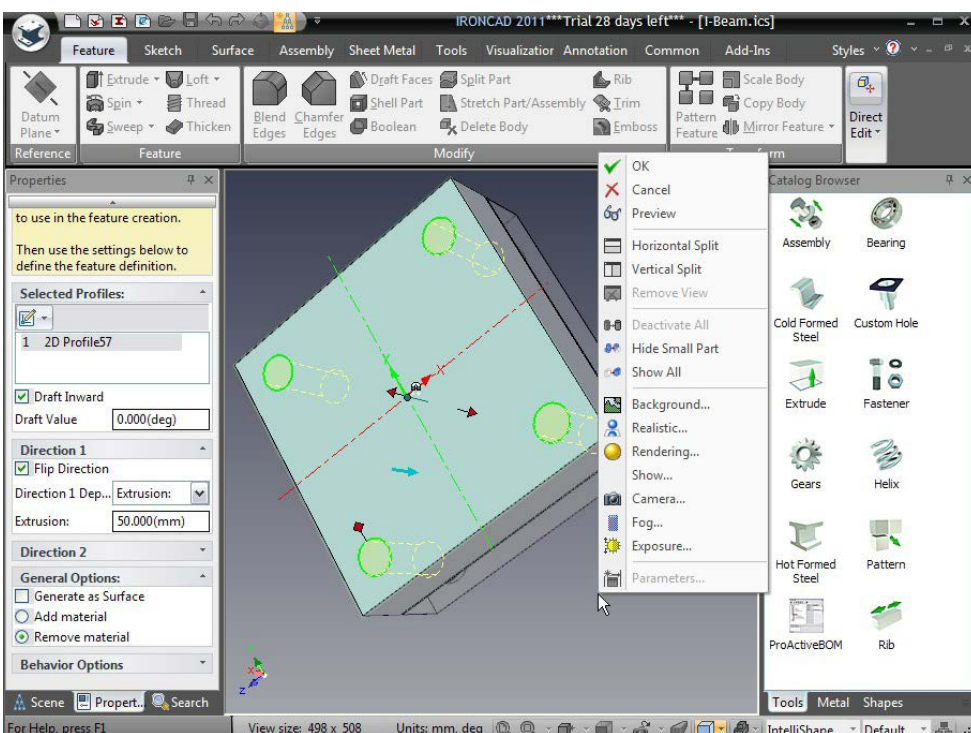 IRONCAD 2011***Trial 28 days left*** - [I-Beam.ics]
Feature Sketch Surface Assembly Sheet Metal Tools Visualizatior Annotation Common Add-Ins Styles
Datum Plane
Reference
Extrude Loft
Spin Thread
Sweep Thicken
Feature
Blend Edges
Chamfer Edges
Draft Faces Split Part Rib
Shell Part Stretch Part/Assembly Trim
Boolean Delete Body Emboss
Modify
Pattern Feature
Scale Body
Copy Body
Mirror Feature
Direct Edit
Properties
to use in the feature creation.
Then use the settings below to
define the feature definition.
Selected Profiles:
1 2D Profile57
Draft Inward
Draft Value 0.000(deg)
Direction 1
Flip Direction
Direction 1 Dep... Extrusion:
Extrusion: 50.000(mm)
Direction 2
General Options:
Generate as Surface
Add material
Remove material
Behavior Options
Scene Propert... Search
Y
X
X
Z
OK
Cancel
Preview
Horizontal Split
Vertical Split
Remove View
Deactivate All
Hide Small Part
Show All
Background...
Realistic...
Rendering...
Show...
Camera...
Fog...
Exposure...
Parameters...
Catalog Browser
Assembly Bearing
Cold Formed Steel Custom Hole
Extrude Fastener
Gears Helix
Hot Formed Steel Pattern
ProActiveBOM Rib
Tools Metal Shapes
For Help, press F1 View size: 498 x 508 Units: mm, deg IntelliShape Default